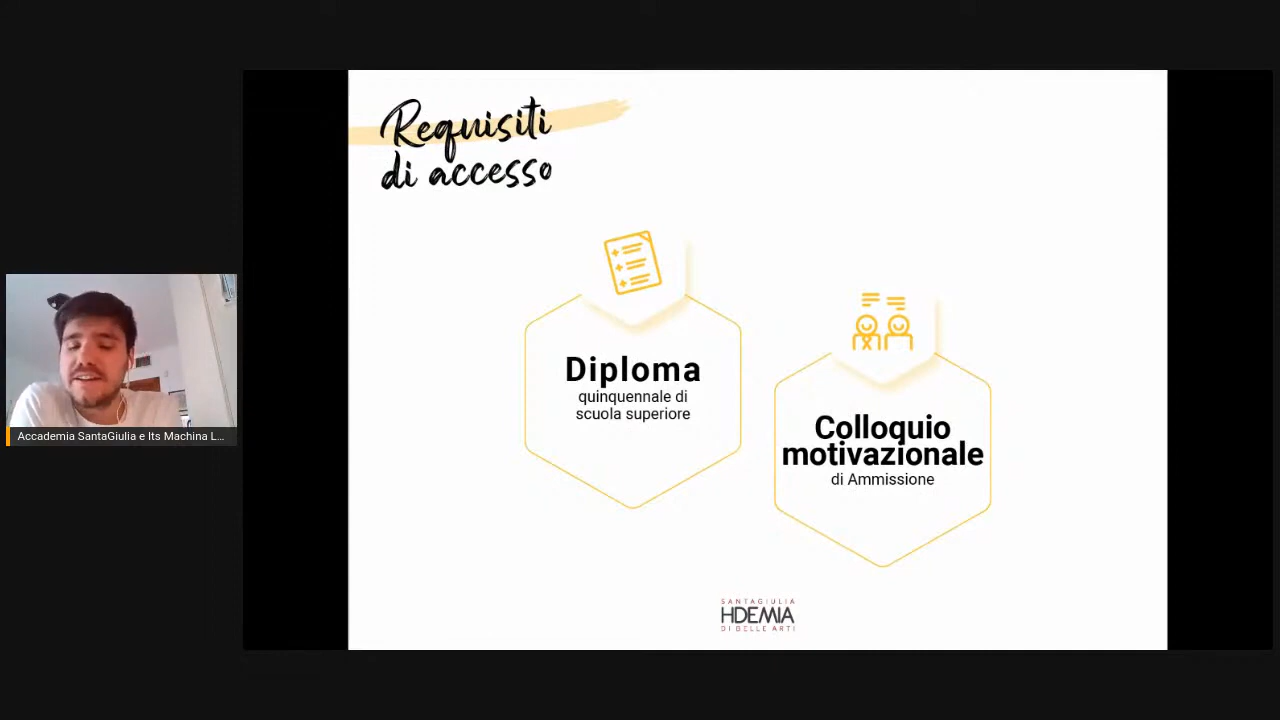 Requisiti
di accesso
Diploma
quinquennale di
scuola superiore
Colloquio
motivazionale
di Ammissione
Accademia SantaGiulia e Its Machina L...
SANTAGIULIA
HDEMIA
DI BELLE ARTI